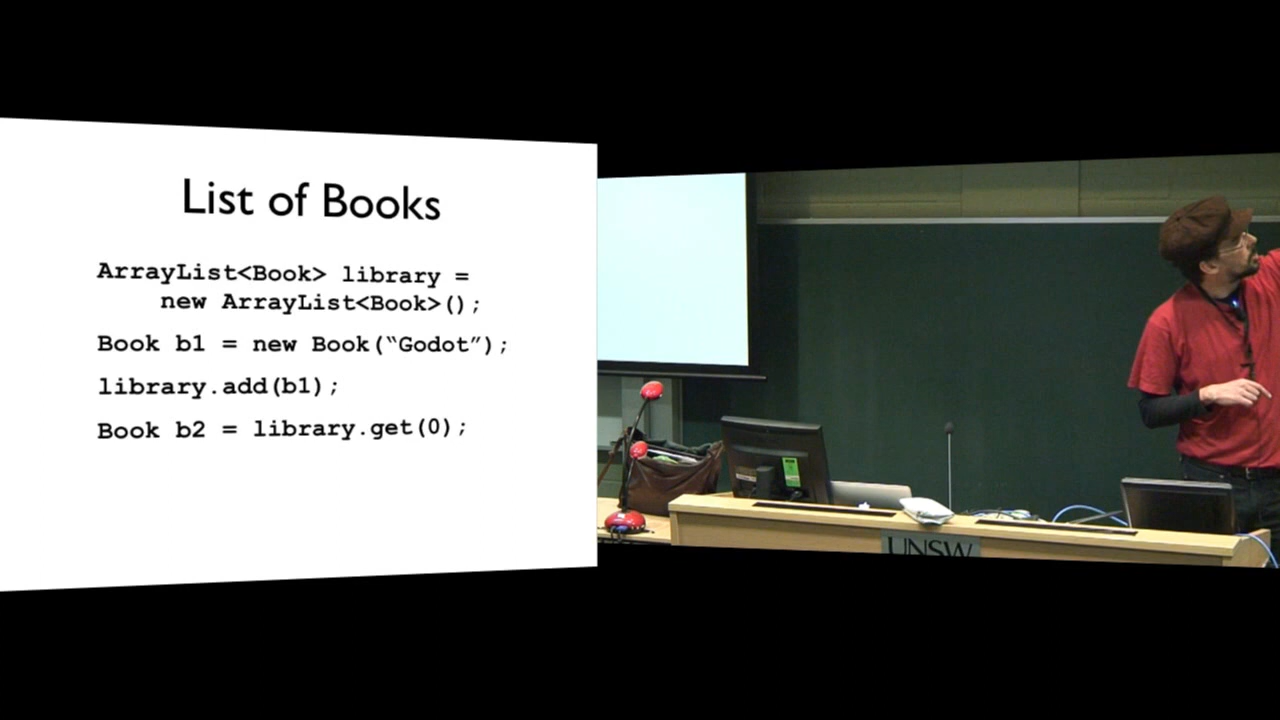 List of Books
ArrayList<Book> library =
new ArrayList<Book>();
Book b1 = new Book(“Godot”);
library.add(b1);
Book b2 = library.get(0);
UNSW